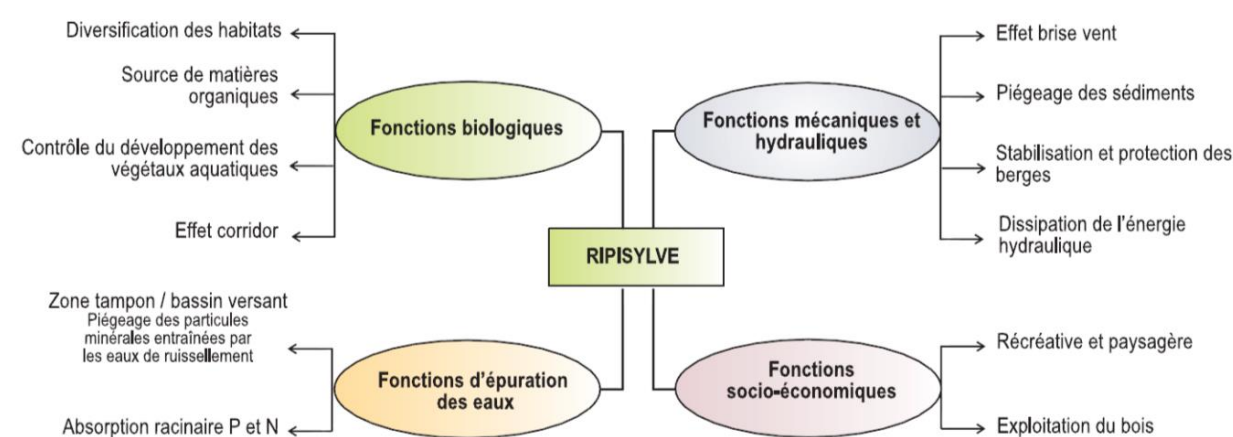 Diversification des habitats
Source de matières
organiques
Contrôle du développement des
végétaux aquatiques
Effet corridor
Fonctions biologiques
Fonctions mécaniques et
hydrauliques
Effet brise vent
Piégeage des sédiments
Stabilisation et protection des
berges
Dissipation de l'énergie
hydraulique
RIPISYLVE
Zone tampon / bassin versant
Piégeage des particules
minérales entraînées par
les eaux de ruissellement
Absorption racinaire P et N
Fonctions d'épuration
des eaux
Fonctions
socio-économiques
Récréative et paysagère
Exploitation du bois